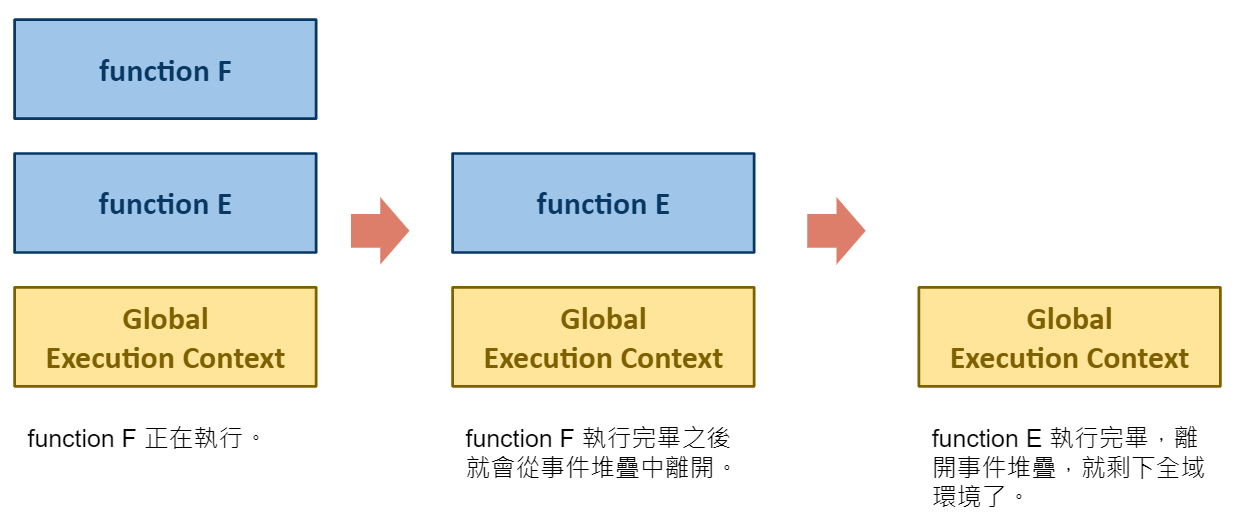 function F
function E
Global
Execution Context
function F 正在執行。
function E
Global
Execution Context
function F 執行完畢之後
就會從事件堆疊中離開。
Global
Execution Context
function E 執行完畢，離
開事件堆疊，就剩下全域
環境了。